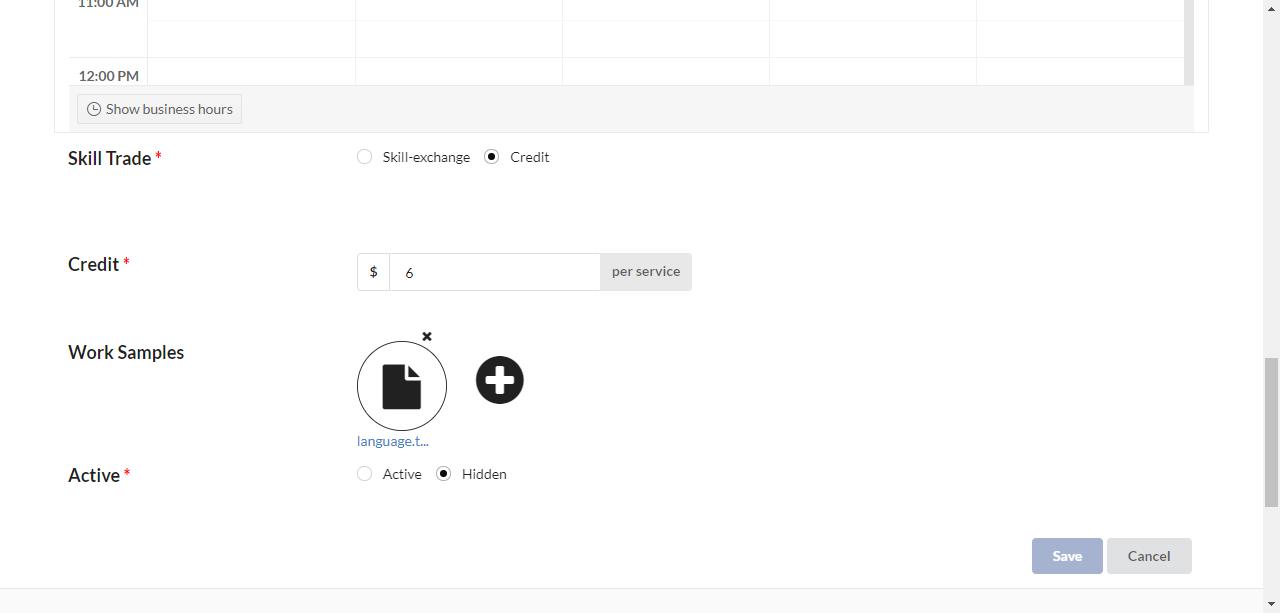 11:00 AM
12:00 PM
Show business hours
Skill Trade *
Skill-exchange Credit
Credit *
$ 6 per service
Work Samples
language.t...
Active *
Active Hidden
Save Cancel